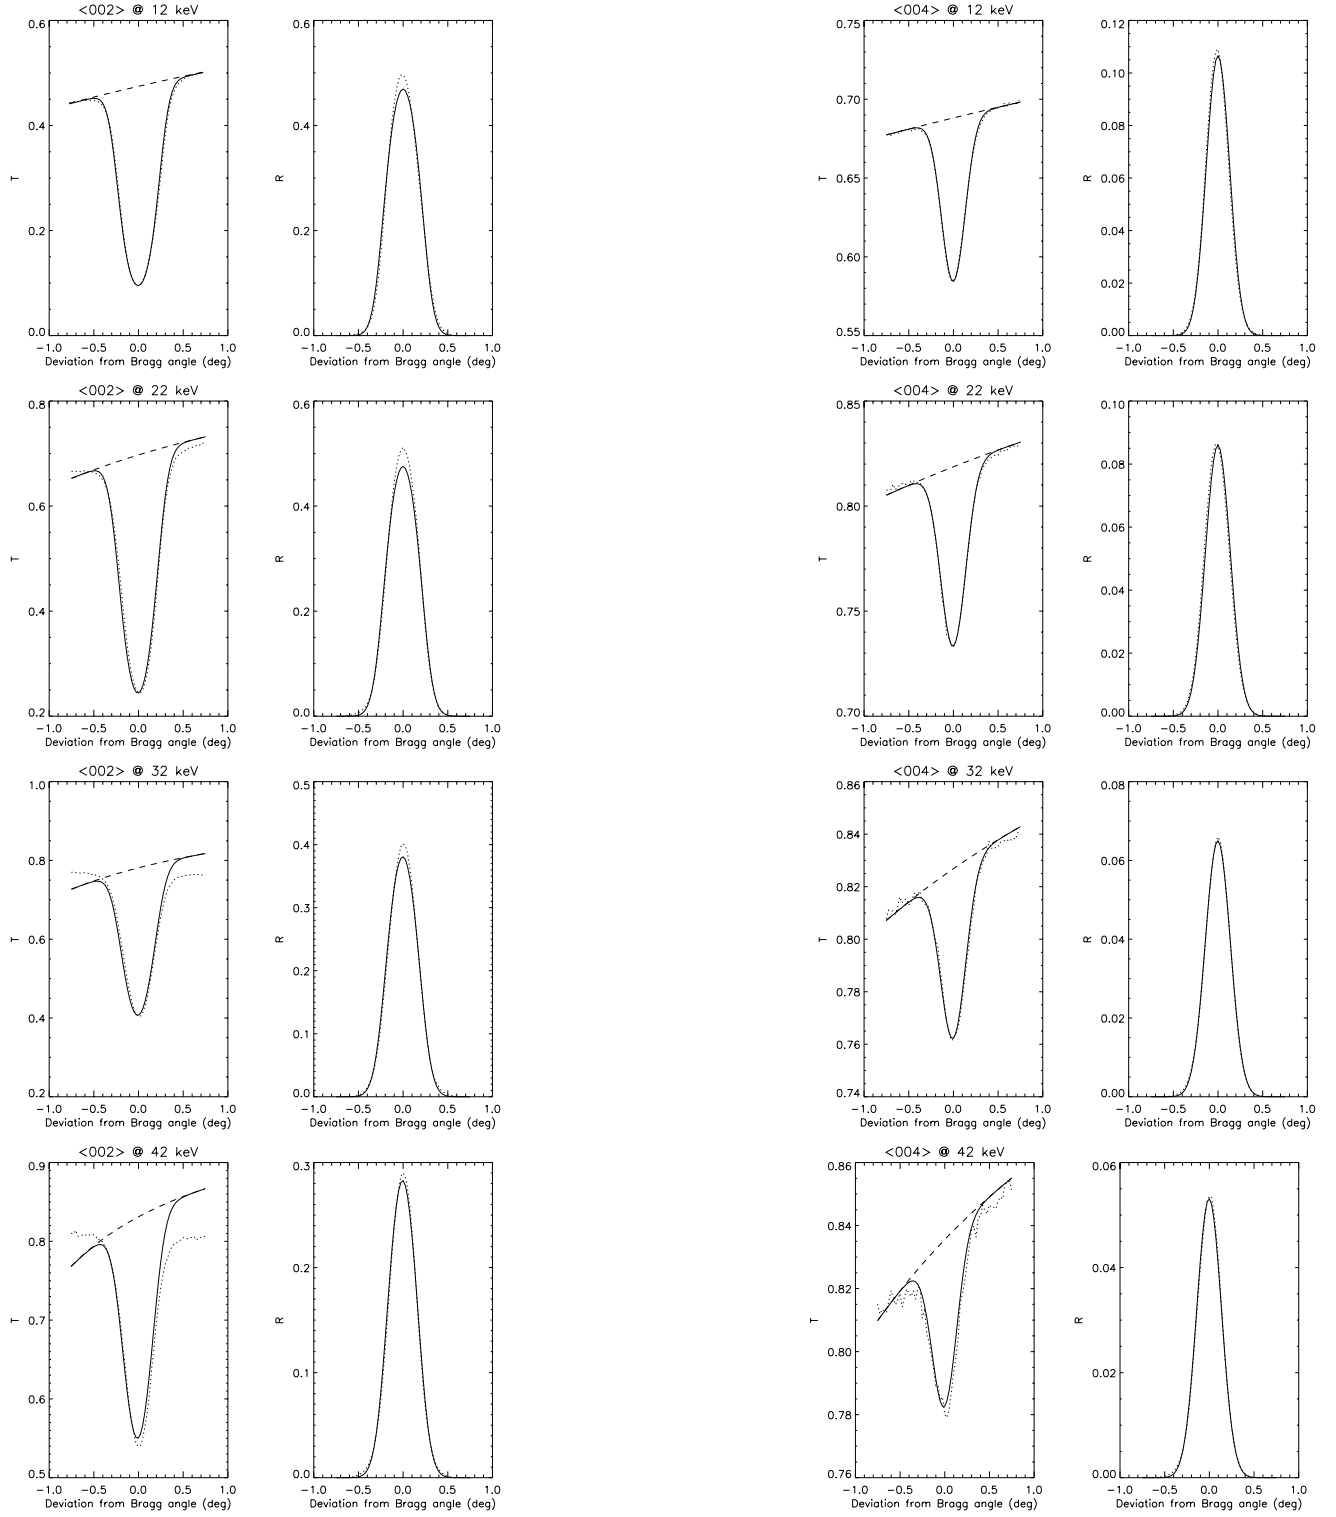 <002> @ 12 keV
0.6
0.4
0.2
0.0
T
−1.0 −0.5 0.0 0.5 1.0
Deviation from Bragg angle (deg)
0.6
0.4
0.2
0.0
R
−1.0 −0.5 0.0 0.5 1.0
Deviation from Bragg angle (deg)
<004> @ 12 keV
0.75
0.70
0.65
0.60
0.55
T
−1.0 −0.5 0.0 0.5 1.0
Deviation from Bragg angle (deg)
0.12
0.10
0.08
0.06
0.04
0.02
0.00
R
−1.0 −0.5 0.0 0.5 1.0
Deviation from Bragg angle (deg)
<002> @ 22 keV
0.8
0.6
0.4
0.2
T
−1.0 −0.5 0.0 0.5 1.0
Deviation from Bragg angle (deg)
0.6
0.4
0.2
0.0
R
−1.0 −0.5 0.0 0.5 1.0
Deviation from Bragg angle (deg)
<004> @ 22 keV
0.85
0.80
0.75
0.70
T
−1.0 −0.5 0.0 0.5 1.0
Deviation from Bragg angle (deg)
0.10
0.08
0.06
0.04
0.02
0.00
R
−1.0 −0.5 0.0 0.5 1.0
Deviation from Bragg angle (deg)
<002> @ 32 keV
1.0
0.8
0.6
0.4
0.2
T
−1.0 −0.5 0.0 0.5 1.0
Deviation from Bragg angle (deg)
0.5
0.4
0.3
0.2
0.1
0.0
R
−1.0 −0.5 0.0 0.5 1.0
Deviation from Bragg angle (deg)
<004> @ 32 keV
0.86
0.84
0.82
0.80
0.78
0.76
0.74
T
−1.0 −0.5 0.0 0.5 1.0
Deviation from Bragg angle (deg)
0.08
0.06
0.04
0.02
0.00
R
−1.0 −0.5 0.0 0.5 1.0
Deviation from Bragg angle (deg)
<002> @ 42 keV
0.9
0.8
0.7
0.6
0.5
T
−1.0 −0.5 0.0 0.5 1.0
Deviation from Bragg angle (deg)
0.3
0.2
0.1
0.0
R
−1.0 −0.5 0.0 0.5 1.0
Deviation from Bragg angle (deg)
<004> @ 42 keV
0.86
0.84
0.82
0.80
0.78
0.76
T
−1.0 −0.5 0.0 0.5 1.0
Deviation from Bragg angle (deg)
0.06
0.04
0.02
0.00
R
−1.0 −0.5 0.0 0.5 1.0
Deviation from Bragg angle (deg)